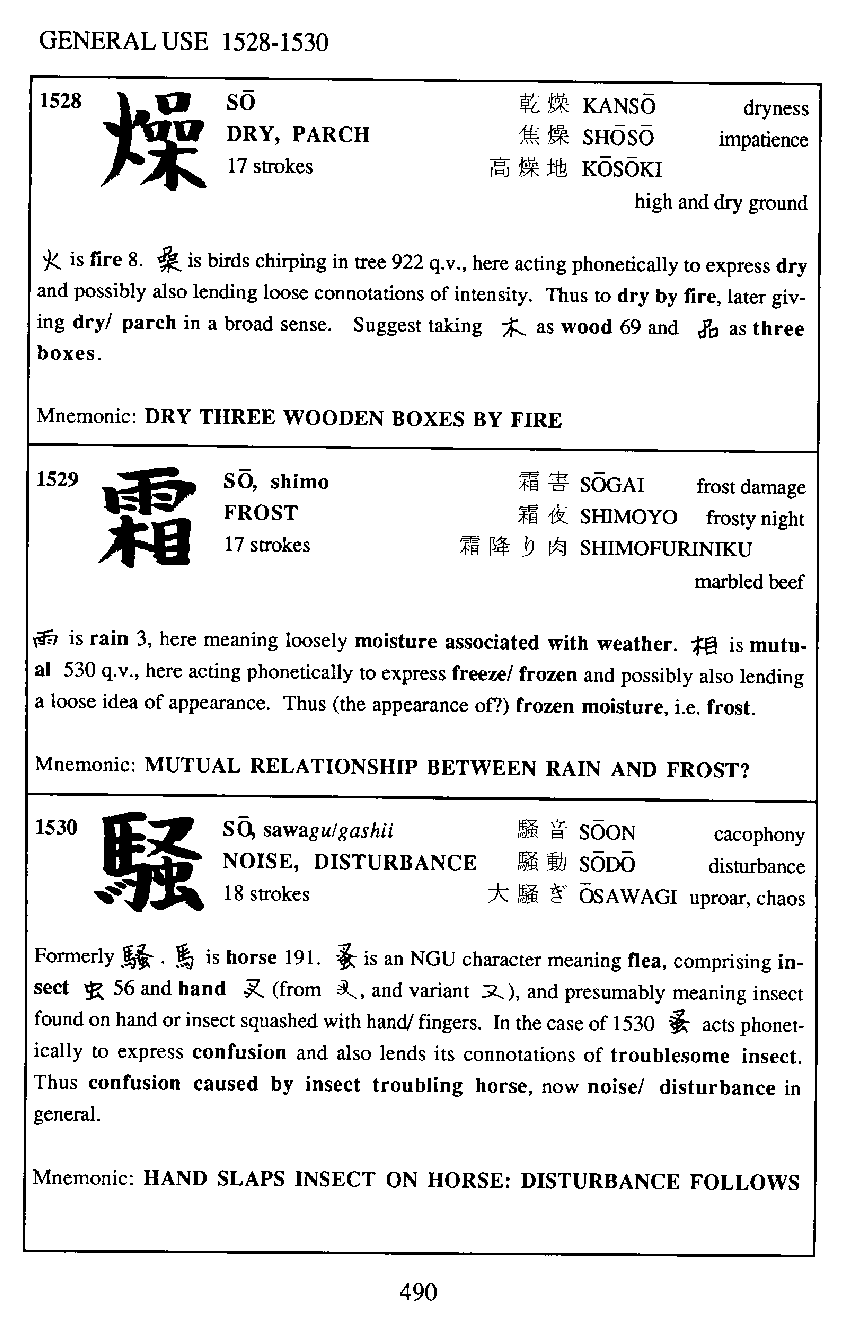 GENERAL USE 1528-1530
1528 燥 SŌ 乾燥 KANSŌ dryness
DRY, PARCH 焦燥 SHŌSŌ impatience
17 strokes 高燥地 KŌSŌKI
high and dry ground
火 is fire 8. 喿 is birds chirping in tree 922 q.v., here acting phonetically to express dry
and possibly also lending loose connotations of intensity. Thus to dry by fire, later giv-
ing dry/ parch in a broad sense. Suggest taking 木 as wood 69 and 品 as three
boxes.
Mnemonic: DRY THREE WOODEN BOXES BY FIRE
1529 霜 SŌ, shimo 霜害 SŌGAI frost damage
FROST 霜夜 SHIMOYO frosty night
17 strokes 霜降り肉 SHIMOFURINIKU
marbled beef
雨 is rain 3, here meaning loosely moisture associated with weather. 相 is mutu-
al 530 q.v., here acting phonetically to express freeze/ frozen and possibly also lending
a loose idea of appearance. Thus (the appearance of?) frozen moisture, i.e. frost.
Mnemonic: MUTUAL RELATIONSHIP BETWEEN RAIN AND FROST?
1530 騒 SŌ, sawagu/gashii 騒音 SŌON cacophony
NOISE, DISTURBANCE 騒動 SŌDŌ disturbance
18 strokes 大騒ぎ ŌSAWAGI uproar, chaos
Formerly 騷. 馬 is horse 191. 蚤 is an NGU character meaning flea, comprising in-
sect 虫 56 and hand 叉 (from , and variant 又), and presumably meaning insect
found on hand or insect squashed with hand/ fingers. In the case of 1530 蚤 acts phonet-
ically to express confusion and also lends its connotations of troublesome insect.
Thus confusion caused by insect troubling horse, now noise/ disturbance in
general.
Mnemonic: HAND SLAPS INSECT ON HORSE: DISTURBANCE FOLLOWS
490